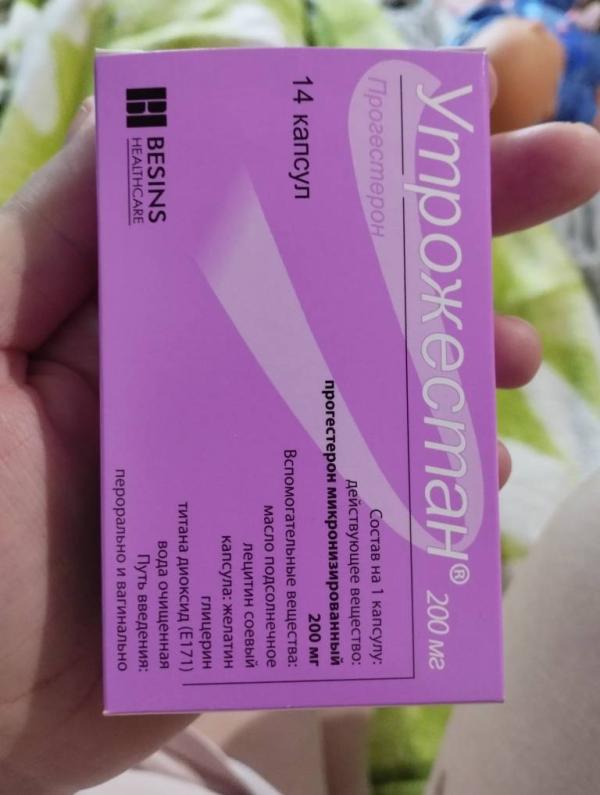 Утрожестан® 200 мг
Прогестерон
14 капсул
BESINS
HEALTHCARE
Состав на 1 капсулу:
действующее вещество:
прогестерон микронизированный
200 мг
Вспомогательные вещества:
масло подсолнечное
лецитин соевый
капсула: желатин
глицерин
титана диоксид (E171)
вода очищенная
Путь введения:
перорально и вагинально